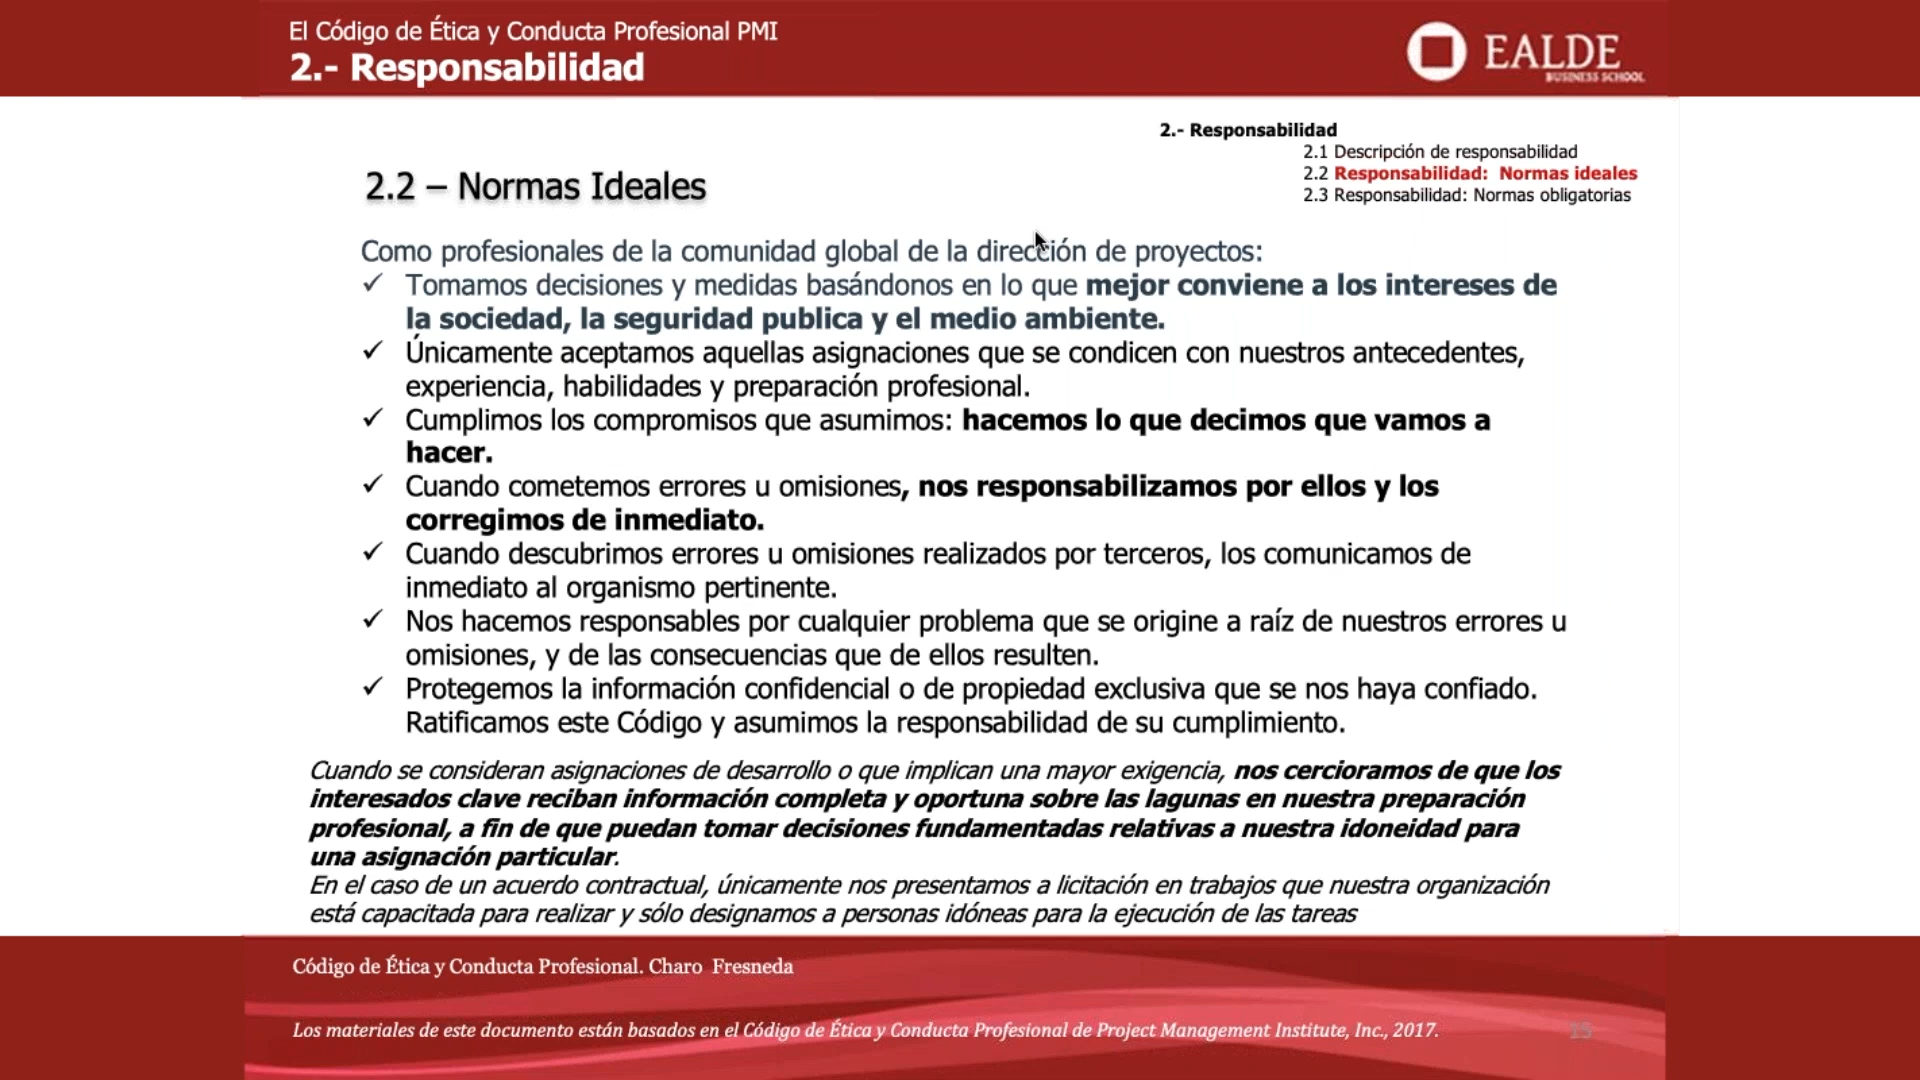 El Código de Ética y Conducta Profesional PMI
2.- Responsabilidad
EALDE
BUSINESS SCHOOL
2.- Responsabilidad
2.1 Descripción de responsabilidad
2.2 Responsabilidad: Normas ideales
2.3 Responsabilidad: Normas obligatorias
2.2 – Normas Ideales
Como profesionales de la comunidad global de la dirección de proyectos:
✓ Tomamos decisiones y medidas basándonos en lo que mejor conviene a los intereses de
la sociedad, la seguridad publica y el medio ambiente.
✓ Únicamente aceptamos aquellas asignaciones que se condicen con nuestros antecedentes,
experiencia, habilidades y preparación profesional.
✓ Cumplimos los compromisos que asumimos: hacemos lo que decimos que vamos a
hacer.
✓ Cuando cometemos errores u omisiones, nos responsabilizamos por ellos y los
corregimos de inmediato.
✓ Cuando descubrimos errores u omisiones realizados por terceros, los comunicamos de
inmediato al organismo pertinente.
✓ Nos hacemos responsables por cualquier problema que se origine a raíz de nuestros errores u
omisiones, y de las consecuencias que de ellos resulten.
✓ Protegemos la información confidencial o de propiedad exclusiva que se nos haya confiado.
Ratificamos este Código y asumimos la responsabilidad de su cumplimiento.
Cuando se consideran asignaciones de desarrollo o que implican una mayor exigencia, nos cercioramos de que los
interesados clave reciban información completa y oportuna sobre las lagunas en nuestra preparación
profesional, a fin de que puedan tomar decisiones fundamentadas relativas a nuestra idoneidad para
una asignación particular.
En el caso de un acuerdo contractual, únicamente nos presentamos a licitación en trabajos que nuestra organización
está capacitada para realizar y sólo designamos a personas idóneas para la ejecución de las tareas
Código de Ética y Conducta Profesional. Charo Fresneda
Los materiales de este documento están basados en el Código de Ética y Conducta Profesional de Project Management Institute, Inc., 2017.